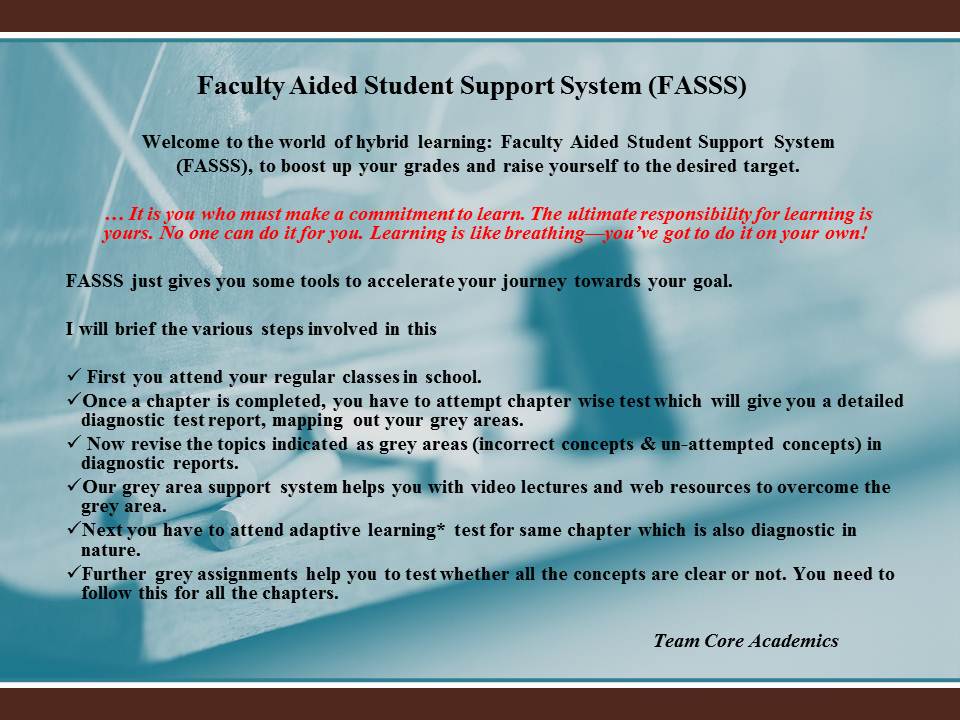 Faculty Aided Student Support System (FASSS)
Welcome to the world of hybrid learning: Faculty Aided Student Support System
(FASSS), to boost up your grades and raise yourself to the desired target.
… It is you who must make a commitment to learn. The ultimate responsibility for learning is
yours. No one can do it for you. Learning is like breathing—you’ve got to do it on your own!
FASSS just gives you some tools to accelerate your journey towards your goal.
I will brief the various steps involved in this
✓ First you attend your regular classes in school.
✓Once a chapter is completed, you have to attempt chapter wise test which will give you a detailed
diagnostic test report, mapping out your grey areas.
✓ Now revise the topics indicated as grey areas (incorrect concepts & un-attempted concepts) in
diagnostic reports.
✓Our grey area support system helps you with video lectures and web resources to overcome the
grey area.
✓Next you have to attend adaptive learning* test for same chapter which is also diagnostic in
nature.
✓Further grey assignments help you to test whether all the concepts are clear or not. You need to
follow this for all the chapters.
Team Core Academics